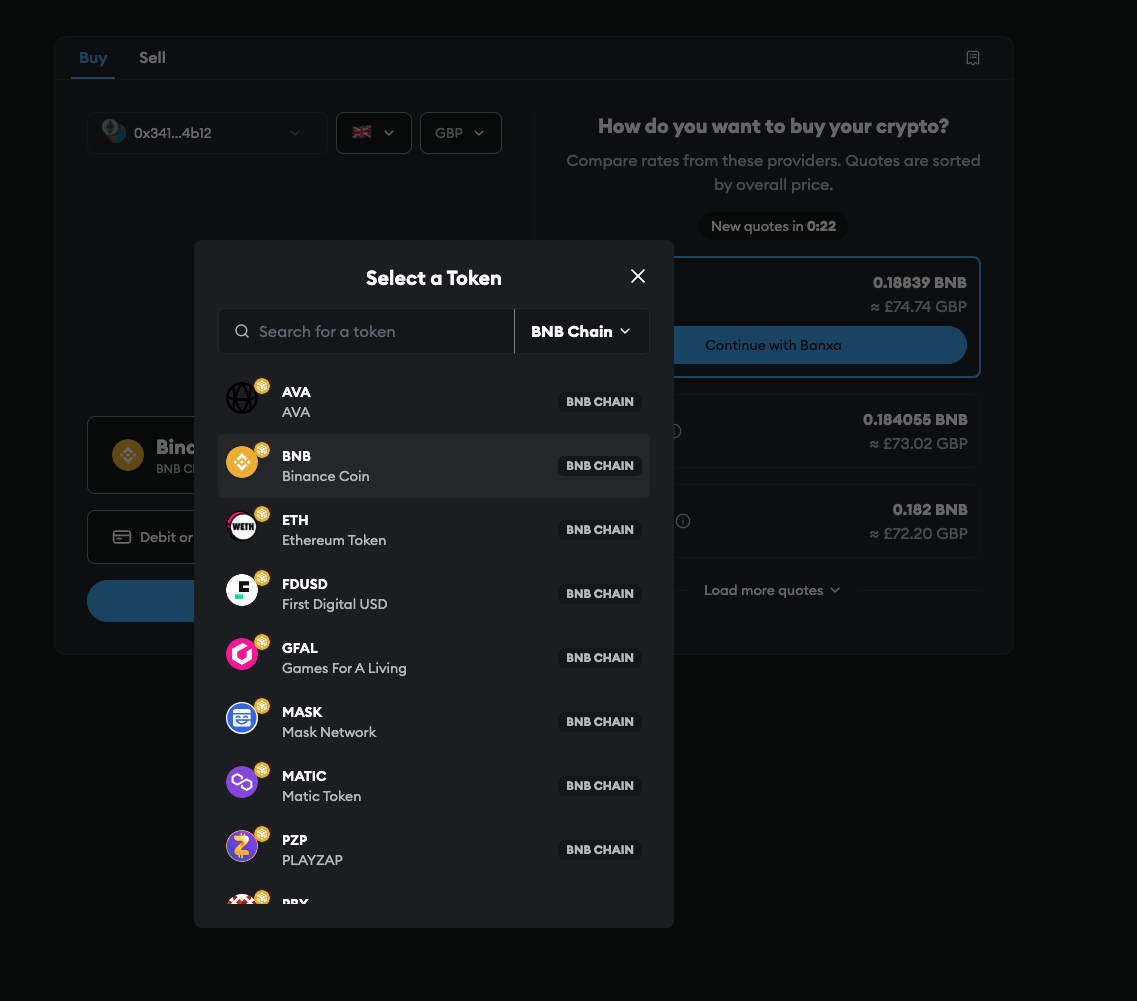 Buy Sell
0x341...4b12
GBP
How do you want to buy your crypto?
Compare rates from these providers. Quotes are sorted
by overall price.
New quotes in 0:22
0.18839 BNB
≈ £74.74 GBP
Continue with Banxa
0.184055 BNB
≈ £73.02 GBP
0.182 BNB
≈ £72.20 GBP
Load more quotes
Debit or
Select a Token
Search for a token
BNB Chain
AVA
AVA
BNB CHAIN
BNB
Binance Coin
BNB CHAIN
ETH
WETH
Ethereum Token
BNB CHAIN
FDUSD
First Digital USD
BNB CHAIN
GFAL
Games For A Living
BNB CHAIN
MASK
Mask Network
BNB CHAIN
MATIC
Matic Token
BNB CHAIN
PZP
PLAYZAP
BNB CHAIN